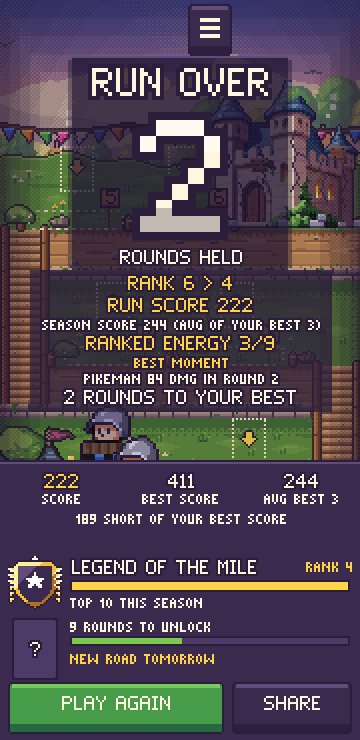 RUN OVER
5
6
2
ROUNDS HELD
RANK 6 > 4
RUN SCORE 222
SEASON SCORE 244 (AVG OF YOUR BEST 3)
RANKED ENERGY 3/9
BEST MOMENT
PIKEMAN 84 DMG IN ROUND 2
2 ROUNDS TO YOUR BEST
222 411 244
SCORE BEST SCORE AVG BEST 3
189 SHORT OF YOUR BEST SCORE
LEGEND OF THE MILE RANK 4
TOP 10 THIS SEASON
9 ROUNDS TO UNLOCK
?
NEW ROAD TOMORROW
PLAY AGAIN SHARE